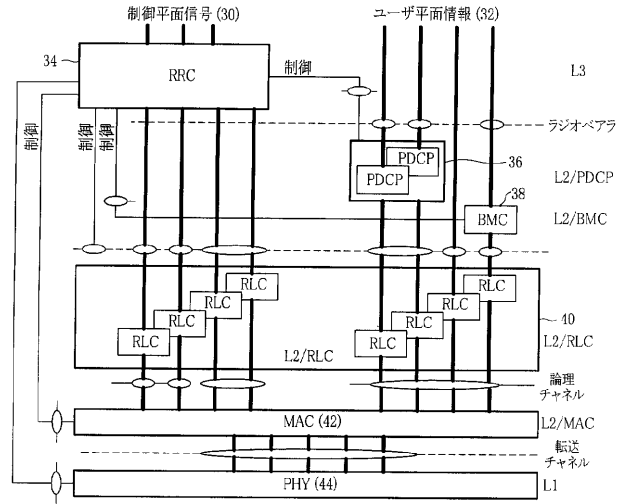 制御平面信号(30)
ユーザ平面情報(32)
34
RRC
制御
L3
ラジオベアラ
制御
制御
制御
PDCP
PDCP
36
L2/PDCP
38
BMC
L2/BMC
RLC
RLC
RLC
RLC
L2/RLC
RLC
RLC
RLC
RLC
40
L2/RLC
論理
チャネル
MAC(42)
L2/MAC
転送
チャネル
PHY(44)
L1